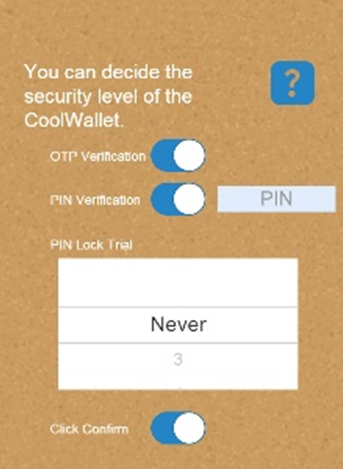 You can decide the
security level of the
CoolWallet.
?
OTP Verification
PIN Verification PIN
PIN Lock Trial
Never
3
Click Confirm